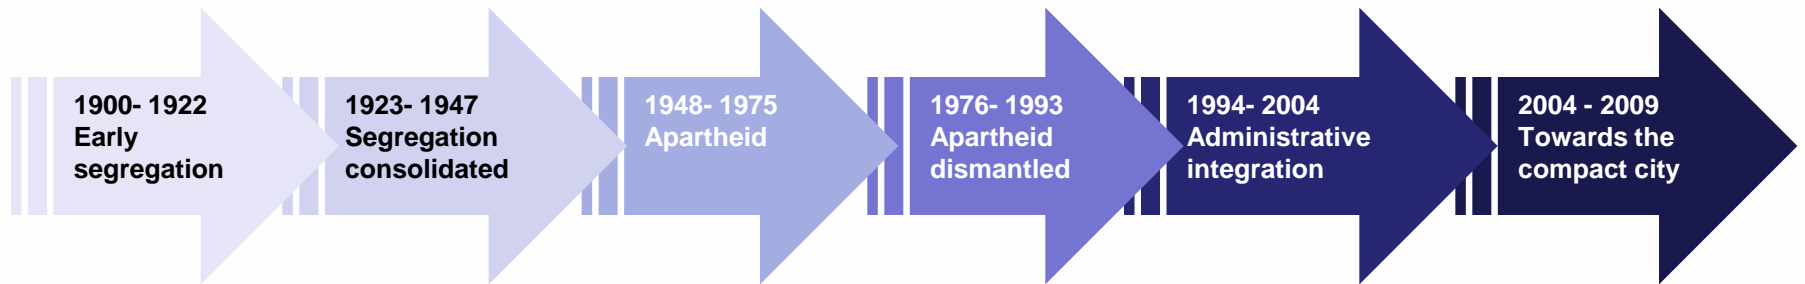 1900- 1922
Early
segregation
1923- 1947
Segregation
consolidated
1948- 1975
Apartheid
1976- 1993
Apartheid
dismantled
1994- 2004
Administrative
integration
2004 - 2009
Towards the
compact city